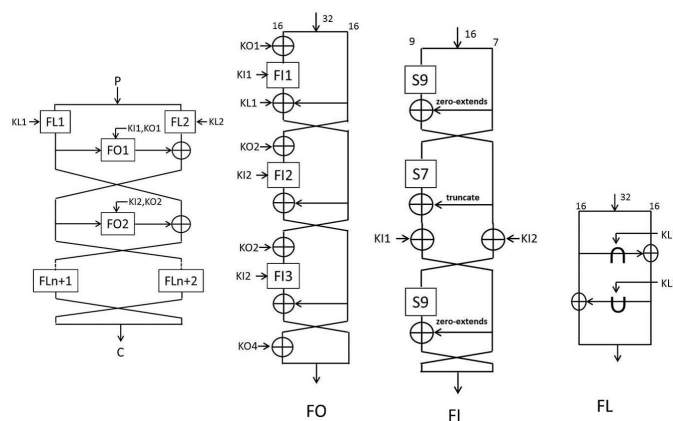 P
KL1
FL1
FL2
KL2
KI1,KO1
FO1
KI2,KO2
FO2
FLn+1
FLn+2
C
32
16
16
KO1
KI1
FI1
KL1
KO2
KI2
FI2
KO2
KI2
FI3
KO4
FO
16
9
7
S9
zero-extends
S7
truncate
KI1
KI2
S9
zero-extends
FI
32
16
16
KL
∩
KL
∪
FL